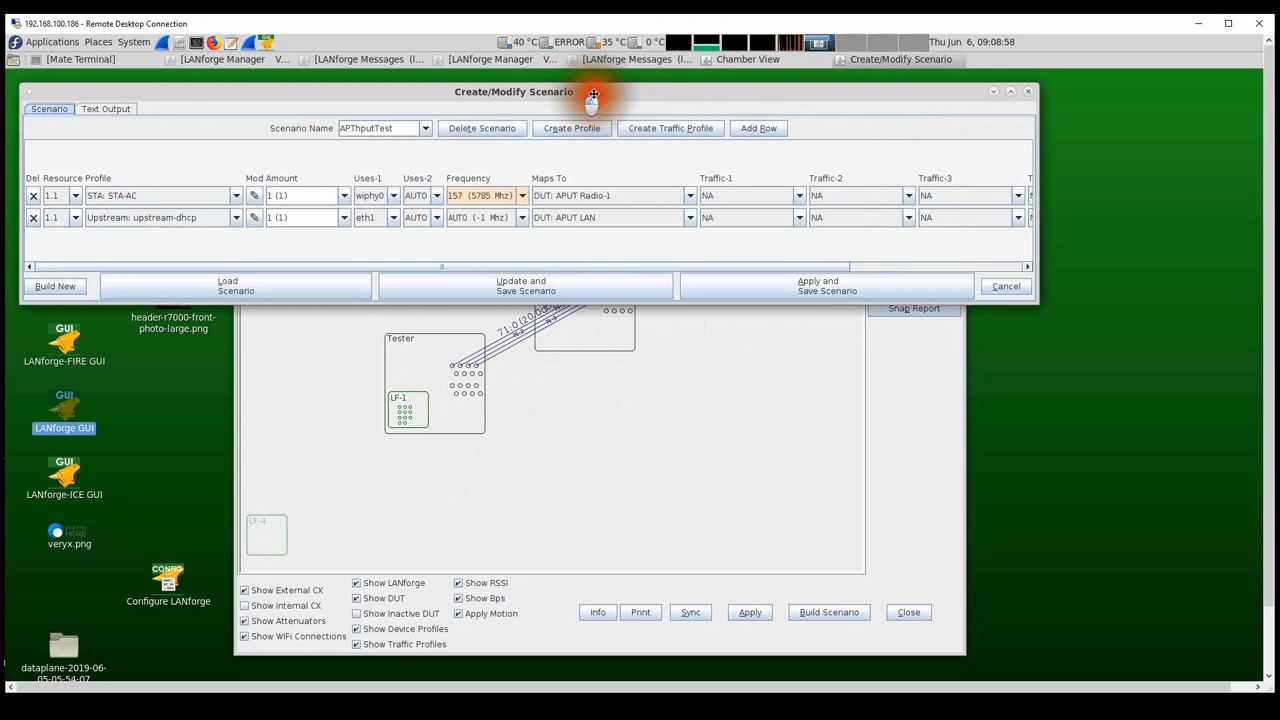 192.168.100.186 - Remote Desktop Connection
Applications Places System
40 °C ERROR 35 °C 0 °C
Thu Jun 6, 09:08:58
[Mate Terminal]
[LANforge Manager V...
[LANforge Messages (l...
[LANforge Manager V...
[LANforge Messages (l...
Chamber View
Create/Modify Scenario
Create/Modify Scenario
Scenario Text Output
Scenario Name APThputTest Delete Scenario Create Profile Create Traffic Profile Add Row
Del Resource Profile Mod Amount Uses-1 Uses-2 Frequency Maps To Traffic-1 Traffic-2 Traffic-3
1.1 STA: STA-AC 1 (1) wiphy0 AUTO 157 (5785 Mhz) DUT: APUT Radio-1 NA NA NA
1.1 Upstream: upstream-dhcp 1 (1) eth1 AUTO AUTO (-1 Mhz) DUT: APUT LAN NA NA NA
Build New
Load
Scenario
Update and
Save Scenario
Apply and
Save Scenario
Cancel
header-r7000-front-
photo-large.png
Snap Report
GUI
LANforge-FIRE GUI
LANforge GUI
GUI
LANforge-ICE GUI
veryx.png
CONFIG
Configure LANforge
dataplane-2019-06-
05-05-54-07
Tester
LF-1
LF-4
Show External CX
Show Internal CX
Show Attenuators
Show WiFi Connections
Show LANforge
Show DUT
Show Inactive DUT
Show Device Profiles
Show Traffic Profiles
Show RSSI
Show Bps
Apply Motion
Info Print Sync Apply Build Scenario Close